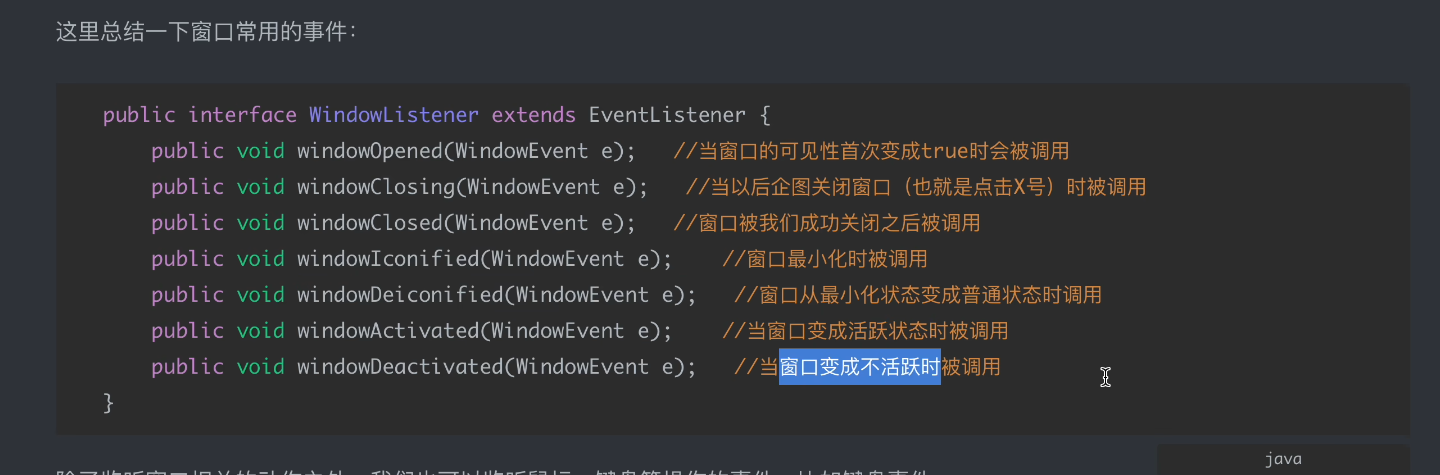 这里总结一下窗口常用的事件：
public interface WindowListener extends EventListener {
public void windowOpened(WindowEvent e); //当窗口的可见性首次变成true时会被调用
public void windowClosing(WindowEvent e); //当以后企图关闭窗口（也就是点击X号）时被调用
public void windowClosed(WindowEvent e); //窗口被我们成功关闭之后被调用
public void windowIconified(WindowEvent e); //窗口最小化时被调用
public void windowDeiconified(WindowEvent e); //窗口从最小化状态变成普通状态时调用
public void windowActivated(WindowEvent e); //当窗口变成活跃状态时被调用
public void windowDeactivated(WindowEvent e); //当窗口变成不活跃时被调用
}
java